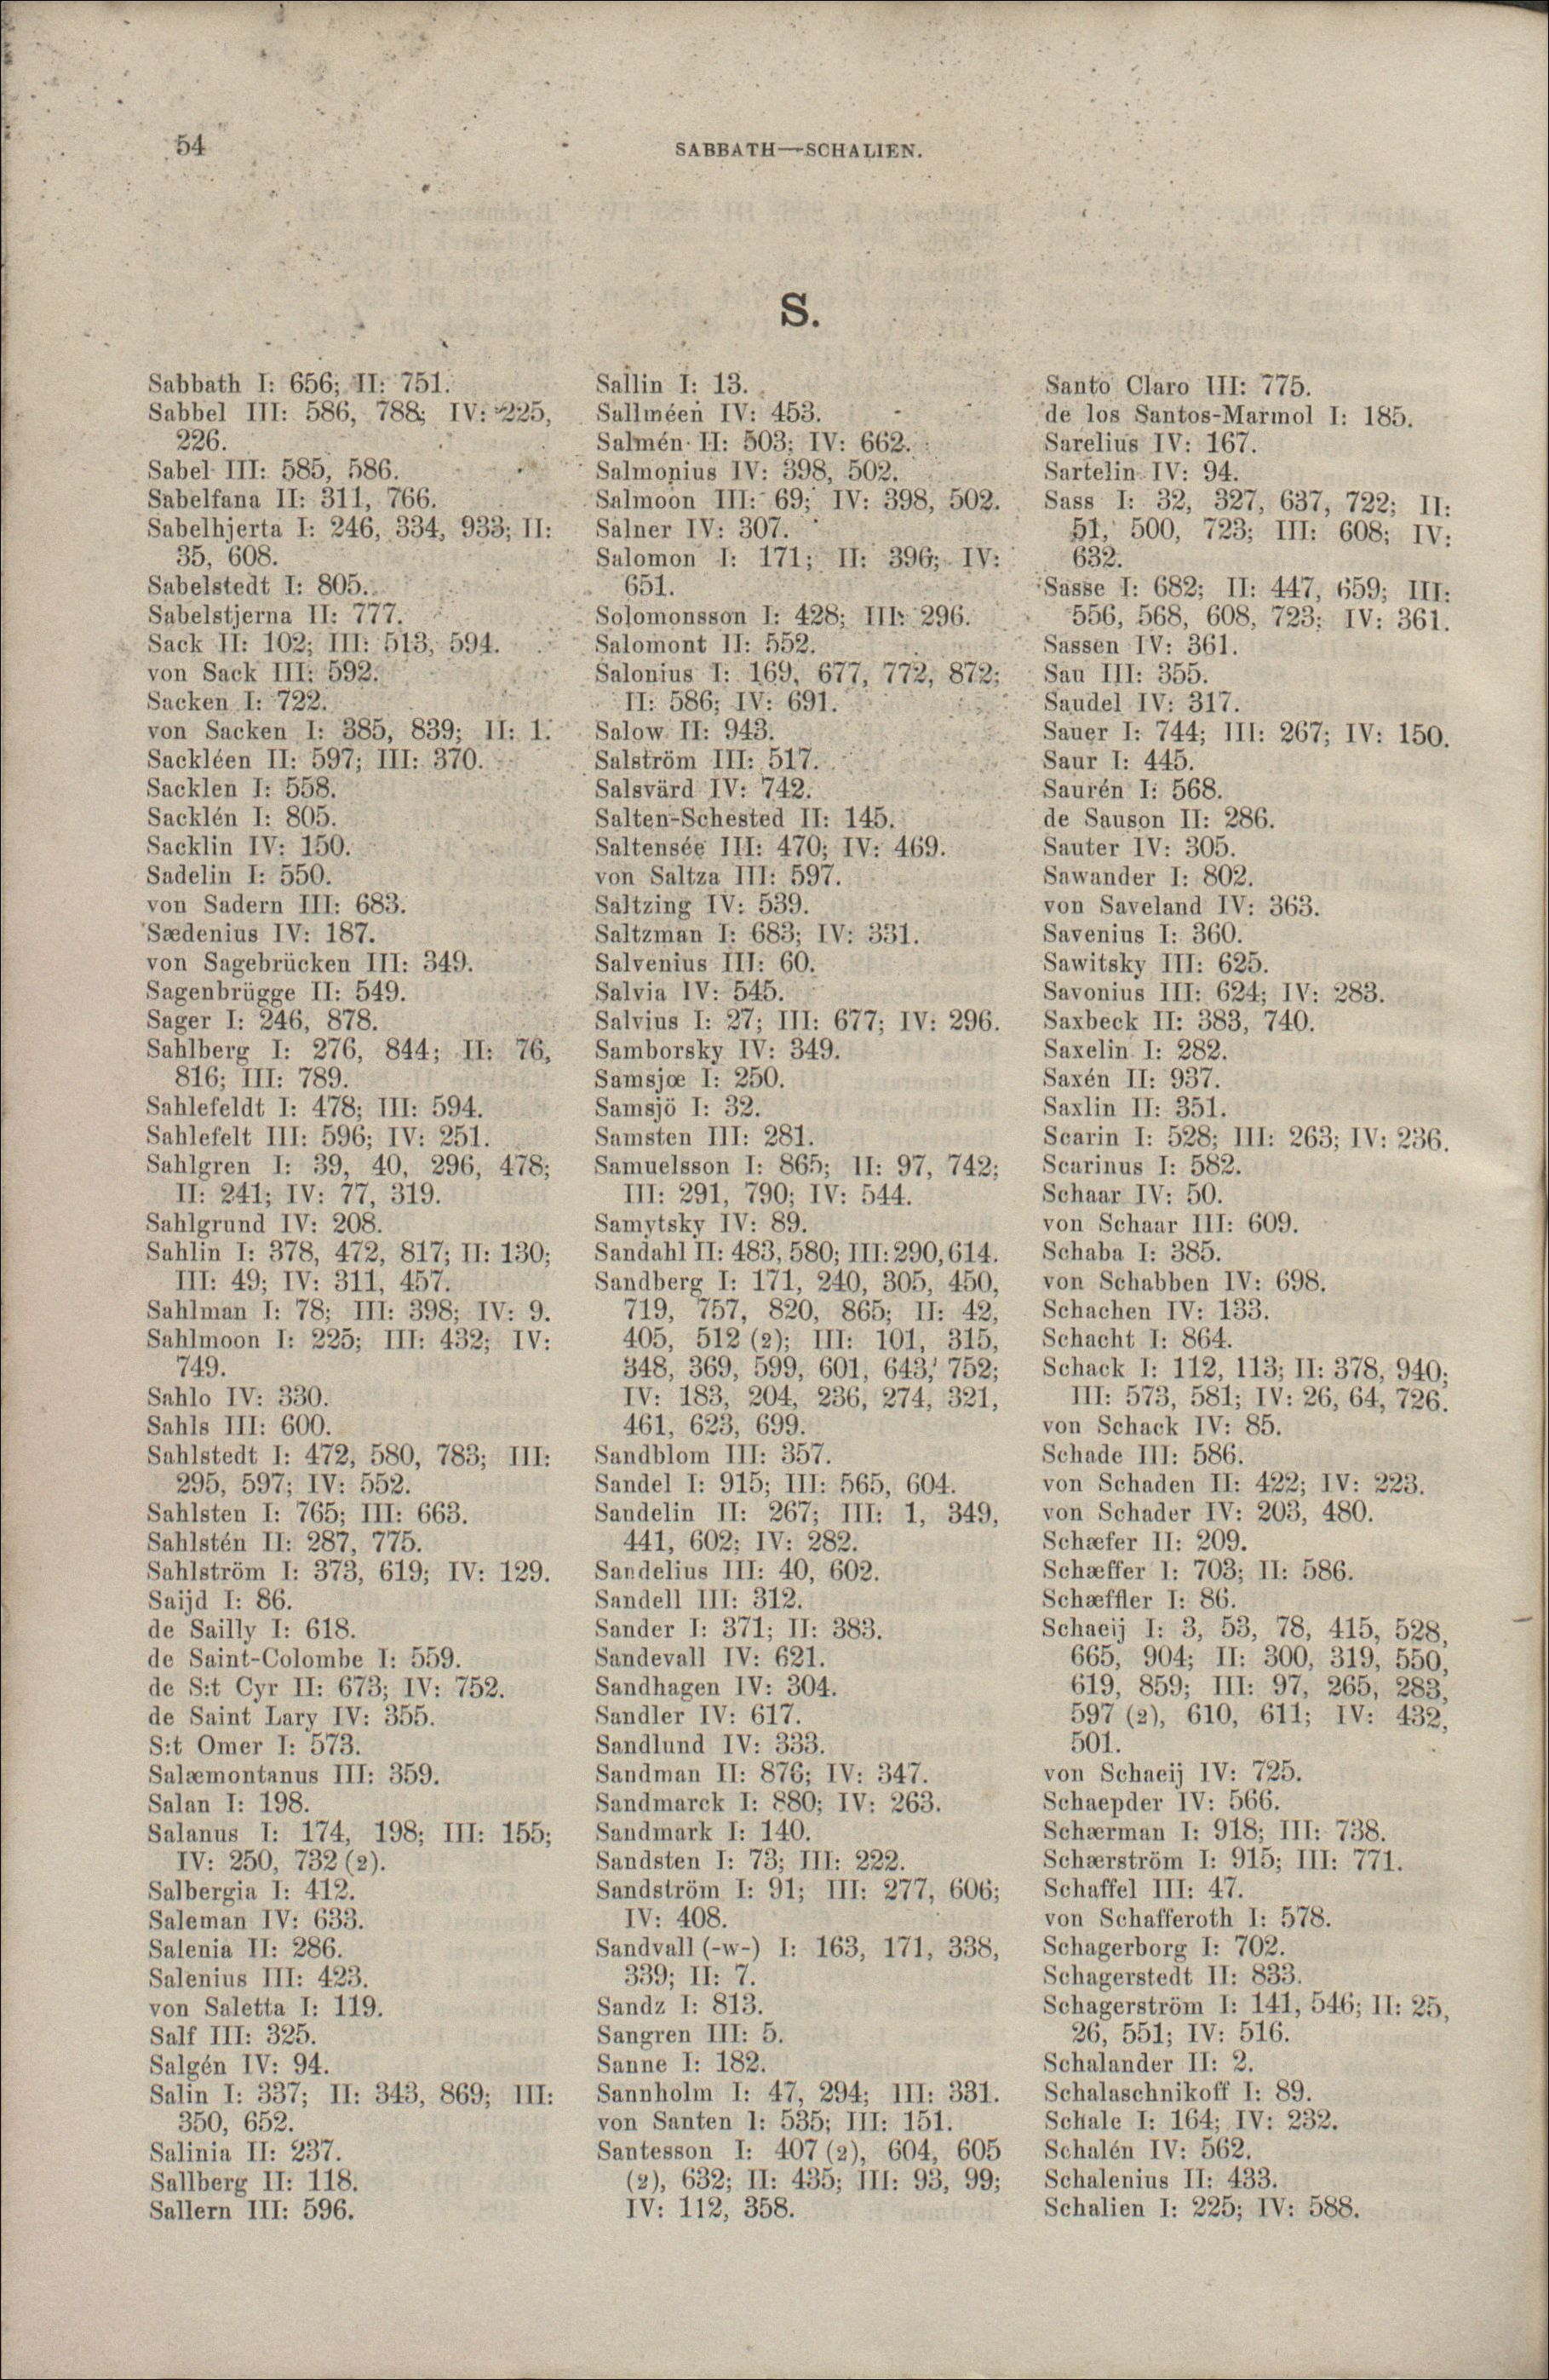 54
SABBATH—SCHALIEN.
S.
Sabbath I: 656; II: 751.
Sabbel III: 586, 788; IV: 225,
226.
Sabel III: 585, 586.
Sabelfana II: 311, 766.
Sabelhjerta I: 246, 334, 933; II:
35, 608.
Sabelstedt I: 805.
Sabelstjerna II: 777.
Sack II: 102; III: 513, 594.
von Sack III: 592.
Sacken I: 722.
von Sacken I: 385, 839; II: 1.
Sackléen II: 597; III: 370.
Sacklen I: 558.
Sacklén I: 805.
Sacklin IV: 150.
Sadelin I: 550.
von Sadern III: 683.
Sædenius IV: 187.
von Sagebrücken III: 349.
Sagenbrügge II: 549.
Sager I: 246, 878.
Sahlberg I: 276, 844; II: 76,
816; III: 789.
Sahlefeldt I: 478; III: 594.
Sahlefelt III: 596; IV: 251.
Sahlgren I: 39, 40, 296, 478;
II: 241; IV: 77, 319.
Sahlgrund IV: 208.
Sahlin I: 378, 472, 817; II: 130;
III: 49; IV: 311, 457.
Sahlman I: 78; III: 398; IV: 9.
Sahlmoon I: 225; III: 432; IV:
749.
Sahlo IV: 330.
Sahls III: 600.
Sahlstedt I: 472, 580, 783; III:
295, 597; IV: 552.
Sahlsten I: 765; III: 663.
Sahlstén II: 287, 775.
Sahlström I: 373, 619; IV: 129.
Saijd I: 86.
de Sailly I: 618.
de Saint-Colombe I: 559.
de S:t Cyr II: 673; IV: 752.
de Saint Lary IV: 355.
S:t Omer I: 573.
Salæmontanus III: 359.
Salan I: 198.
Salanus I: 174, 198; III: 155;
IV: 250, 732 (2).
Salbergia I: 412.
Saleman IV: 633.
Salenia II: 286.
Salenius III: 423.
von Saletta I: 119.
Salf III: 325.
Salgén IV: 94.
Salin I: 337; II: 343, 869; III:
350, 652.
Salinia II: 237.
Sallberg II: 118.
Sallern III: 596.
Sallin I: 13.
Sallméen IV: 453.
Salmén II: 503; IV: 662.
Salmonius IV: 398, 502.
Salmoon III: 69; IV: 398, 502.
Salner IV: 307.
Salomon I: 171; II: 396; IV:
651.
Solomonsson I: 428; III: 296.
Salomont II: 552.
Salonius I: 169, 677, 772, 872;
II: 586; IV: 691.
Salow II: 943.
Salström III: 517.
Salsvärd IV: 742.
Salten-Schested II: 145.
Saltensée III: 470; IV: 469.
von Saltza III: 597.
Saltzing IV: 539.
Saltzman I: 683; IV: 331.
Salvenius III: 60.
Salvia IV: 545.
Salvius I: 27; III: 677; IV: 296.
Samborsky IV: 349.
Samsjœ I: 250.
Samsjö I: 32.
Samsten III: 281.
Samuelsson I: 865; II: 97, 742;
III: 291, 790; IV: 544.
Samytsky IV: 89.
Sandahl II: 483, 580; III: 290, 614.
Sandberg I: 171, 240, 305, 450,
719, 757, 820, 865; II: 42,
405, 512 (2); III: 101, 315,
348, 369, 599, 601, 643, 752;
IV: 183, 204, 236, 274, 321,
461, 623, 699.
Sandblom III: 357.
Sandel I: 915; III: 565, 604.
Sandelin II: 267; III: 1, 349,
441, 602; IV: 282.
Sandelius III: 40, 602.
Sandell III: 312.
Sander I: 371; II: 383.
Sandevall IV: 621.
Sandhagen IV: 304.
Sandler IV: 617.
Sandlund IV: 333.
Sandman II: 876; IV: 347.
Sandmarck I: 880; IV: 263.
Sandmark I: 140.
Sandsten I: 73; III: 222.
Sandström I: 91; III: 277, 606;
IV: 408.
Sandvall (-w-) I: 163, 171, 338,
339; II: 7.
Sandz I: 813.
Sangren III: 5.
Sanne I: 182.
Sannholm I: 47, 294; III: 331.
von Santen I: 535; III: 151.
Santesson I: 407 (2), 604, 605
(2), 632; II: 435; III: 93, 99;
IV: 112, 358.
Santo Claro III: 775.
de los Santos-Marmol I: 185.
Sarelius IV: 167.
Sartelin IV: 94.
Sass I: 32, 327, 637, 722; II:
51, 500, 723; III: 608; IV:
632.
Sasse I: 682; II: 447, 659; III:
556, 568, 608, 723; IV: 361.
Sassen IV: 361.
Sau III: 355.
Saudel IV: 317.
Sauer I: 744; III: 267; IV: 150.
Saur I: 445.
Saurén I: 568.
de Sauson II: 286.
Sauter IV: 305.
Sawander I: 802.
von Saveland IV: 363.
Savenius I: 360.
Sawitsky III: 625.
Savonius III: 624; IV: 283.
Saxbeck II: 383, 740.
Saxelin I: 282.
Saxén II: 937.
Saxlin II: 351.
Scarin I: 528; III: 263; IV: 236.
Scarinus I: 582.
Schaar IV: 50.
von Schaar III: 609.
Schaba I: 385.
von Schabben IV: 698.
Schachen IV: 133.
Schacht I: 864.
Schack I: 112, 113; II: 378, 940;
III: 573, 581; IV: 26, 64, 726.
von Schack IV: 85.
Schade III: 586.
von Schaden II: 422; IV: 223.
von Schader IV: 203, 480.
Schæfer II: 209.
Schæffer I: 703; II: 586.
Schæffler I: 86.
Schaeij I: 3, 53, 78, 415, 528,
665, 904; II: 300, 319, 550,
619, 859; III: 97, 265, 283,
597 (2), 610, 611; IV: 432,
501.
von Schaeij IV: 725.
Schaepder IV: 566.
Schærman I: 918; III: 738.
Schærström I: 915; III: 771.
Schaffel III: 47.
von Schafferoth I: 578.
Schagerborg I: 702.
Schagerstedt II: 833.
Schagerström I: 141, 546; II: 25,
26, 551; IV: 516.
Schalander II: 2.
Schalaschnikoff I: 89.
Schale I: 164; IV: 232.
Schalén IV: 562.
Schalenius II: 433.
Schalien I: 225; IV: 588.